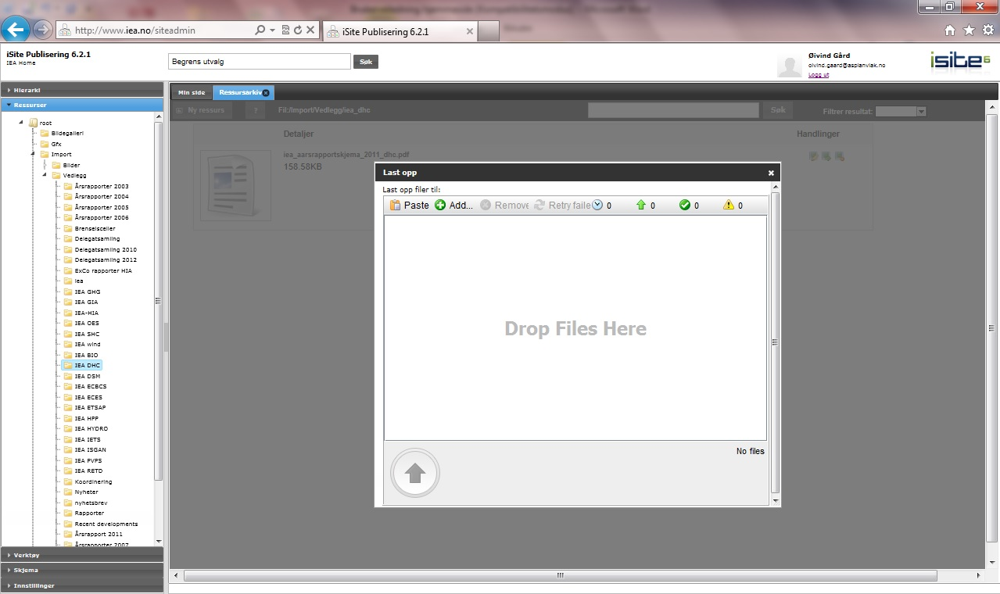 http://www.iea.no/siteadmin
iSite Publisering 6.2.1
iSite Publisering 6.2.1
IEA Home
Begrens utvalg
Søk
Øivind Gård
oivind.gaard@asplanviak.no
Logg ut
isite6
Hierarki
Ressurser
root
Bildegalleri
Gfx
Import
Bilder
Vedlegg
Årsrapporter 2003
Årsrapporter 2004
Årsrapporter 2005
Årsrapporter 2006
Brenselsceller
Delegatsamling
Delegatsamling 2010
Delegatsamling 2012
ExCo rapporter HIA
iea
IEA GHG
IEA GIA
IEA-HIA
IEA OES
IEA SHC
IEA wind
IEA BIO
IEA DHC
IEA DSM
IEA ECBCS
IEA ECES
IEA ETSAP
IEA HPP
IEA HYDRO
IEA IETS
IEA ISGAN
IEA PVPS
IEA RETD
Koordinering
Nyheter
nyhetsbrev
Rapporter
Recent developments
Årsrapport 2011
Årsrapporter 2007
Verktøy
Skjema
Innstillinger
Min side
Ressursarkiv
Ny ressurs
?
Fil:/Import/Vedlegg/iea_dhc
Søk
Filtrer resultat:
Detaljer
Handlinger
iea_aarsrapportskjema_2011_dhc.pdf
158.58KB
Last opp
Last opp filer til:
Paste Add... Remove Retry faile 0 0 0 0
Drop Files Here
No files